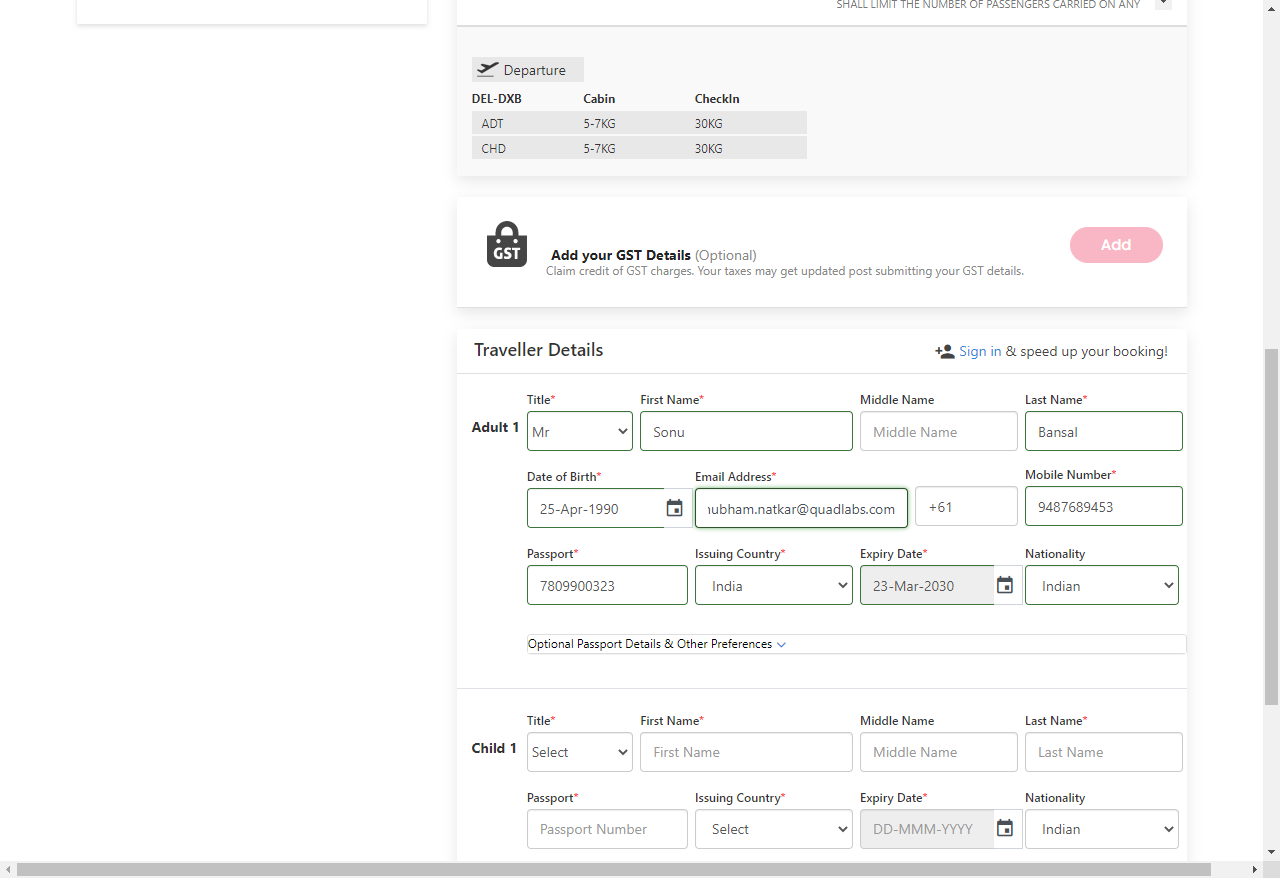 SHALL LIMIT THE NUMBER OF PASSENGERS CARRIED ON ANY
Departure
DEL-DXB Cabin CheckIn
ADT 5-7KG 30KG
CHD 5-7KG 30KG
GST
Add your GST Details (Optional)
Claim credit of GST charges. Your taxes may get updated post submitting your GST details.
Add
Traveller Details
Sign in & speed up your booking!
Title* First Name* Middle Name Last Name*
Adult 1 Mr Sonu Middle Name Bansal
Date of Birth* Email Address* Mobile Number*
25-Apr-1990 ubham.natkar@quadlabs.com +61 9487689453
Passport* Issuing Country* Expiry Date* Nationality
7809900323 India 23-Mar-2030 Indian
Optional Passport Details & Other Preferences
Title* First Name* Middle Name Last Name*
Child 1 Select First Name Middle Name Last Name
Passport* Issuing Country* Expiry Date* Nationality
Passport Number Select DD-MMM-YYYY Indian